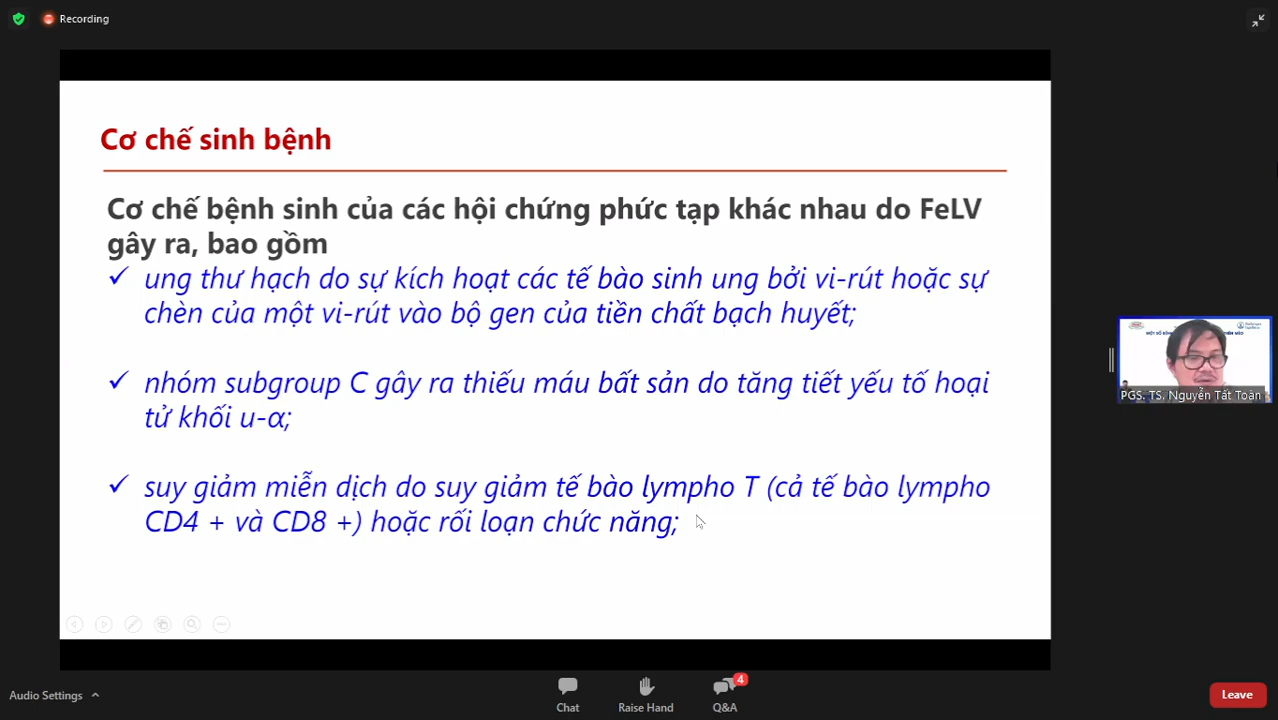 Recording
Cơ chế sinh bệnh
Cơ chế bệnh sinh của các hội chứng phức tạp khác nhau do FeLV
gây ra, bao gồm
✓ ung thư hạch do sự kích hoạt các tế bào sinh ung bởi vi-rút hoặc sự
chèn của một vi-rút vào bộ gen của tiền chất bạch huyết;
✓ nhóm subgroup C gây ra thiếu máu bất sản do tăng tiết yếu tố hoại
tử khối u-α;
✓ suy giảm miễn dịch do suy giảm tế bào lympho T (cả tế bào lympho
CD4 + và CD8 +) hoặc rối loạn chức năng;
PGS. TS. Nguyễn Tất Toàn
Audio Settings
Chat
Raise Hand
4
Q&A
Leave